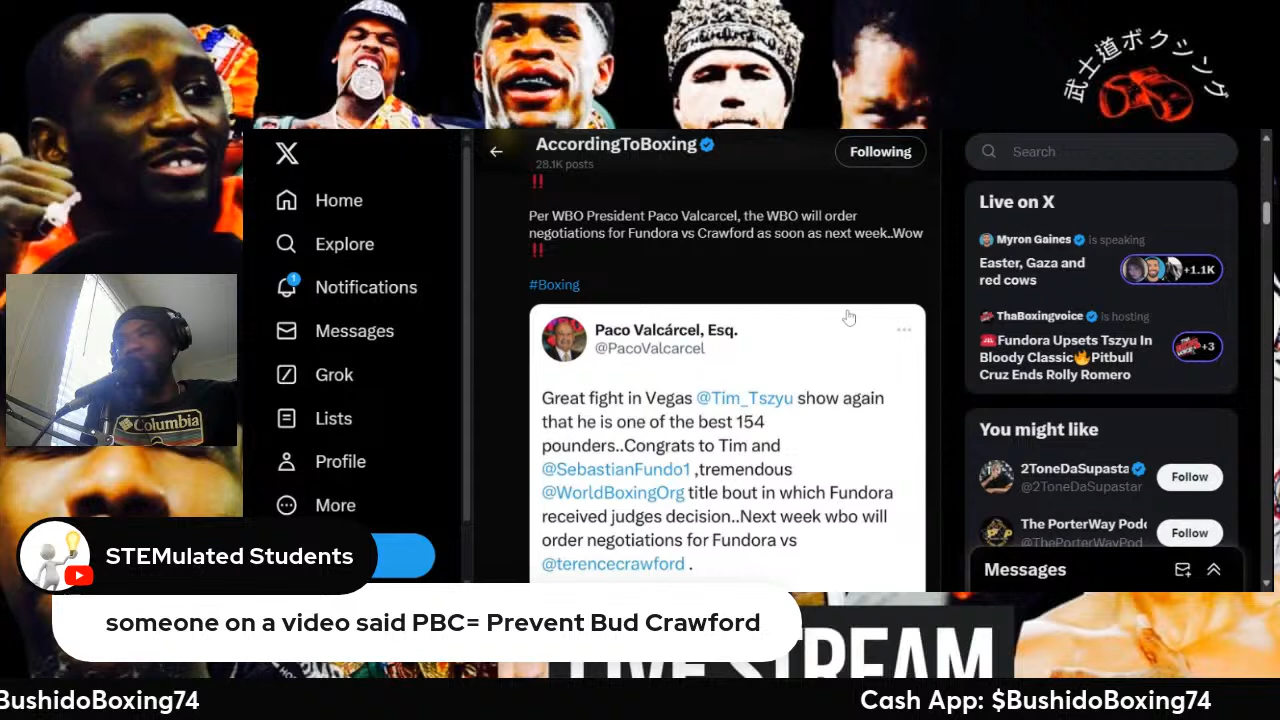 武士道ボクシング
X
Home
Explore
1
Notifications
Messages
Grok
Lists
Profile
More
AccordingToBoxing
28.1K posts
Following
‼
Per WBO President Paco Valcarcel, the WBO will order
negotiations for Fundora vs Crawford as soon as next week..Wow
‼
#Boxing
Paco Valcárcel, Esq.
@PacoValcarcel
Great fight in Vegas @Tim_Tszyu show again
that he is one of the best 154
pounders..Congrats to Tim and
@SebastianFundo1 ,tremendous
@WorldBoxingOrg title bout in which Fundora
received judges decision..Next week wbo will
order negotiations for Fundora vs
@terencecrawford .
Search
Live on X
Myron Gaines is speaking
Easter, Gaza and
red cows
+1.1K
ThaBoxingvoice is hosting
Fundora Upsets Tszyu In
Bloody Classic🔥Pitbull
Cruz Ends Rolly Romero
+3
You might like
2ToneDaSupasta
@2ToneDaSupastar
Follow
The PorterWay Podc
@ThePorterWayPod
Follow
Messages
Columbia
STEMulated Students
someone on a video said PBC= Prevent Bud Crawford
LIVE STREAM
BushidoBoxing74
Cash App: $BushidoBoxing74